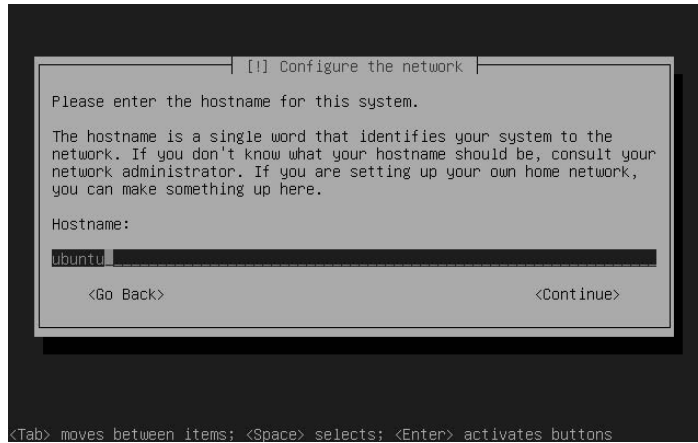 [!] Configure the network
Please enter the hostname for this system.
The hostname is a single word that identifies your system to the
network. If you don't know what your hostname should be, consult your
network administrator. If you are setting up your own home network,
you can make something up here.
Hostname:
ubuntu
<Go Back> <Continue>
<Tab> moves between items; <Space> selects; <Enter> activates buttons